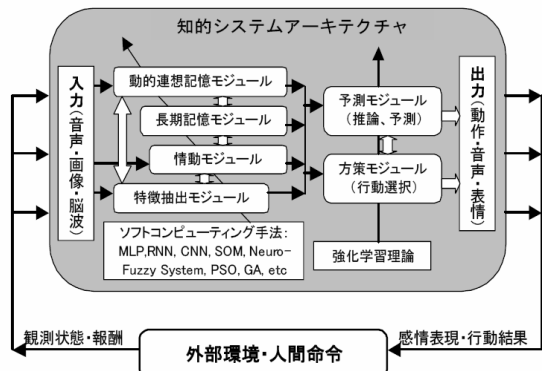 知的システムアーキテクチャ
入力(音声・画像・脳波)
動的連想記憶モジュール
長期記憶モジュール
情動モジュール
特徴抽出モジュール
ソフトコンピューティング手法:
MLP,RNN, CNN, SOM, Neuro-
Fuzzy System, PSO, GA, etc
予測モジュール
(推論、予測)
方策モジュール
(行動選択)
強化学習理論
出力(動作・音声・表情)
観測状態・報酬
外部環境・人間命令
感情表現・行動結果